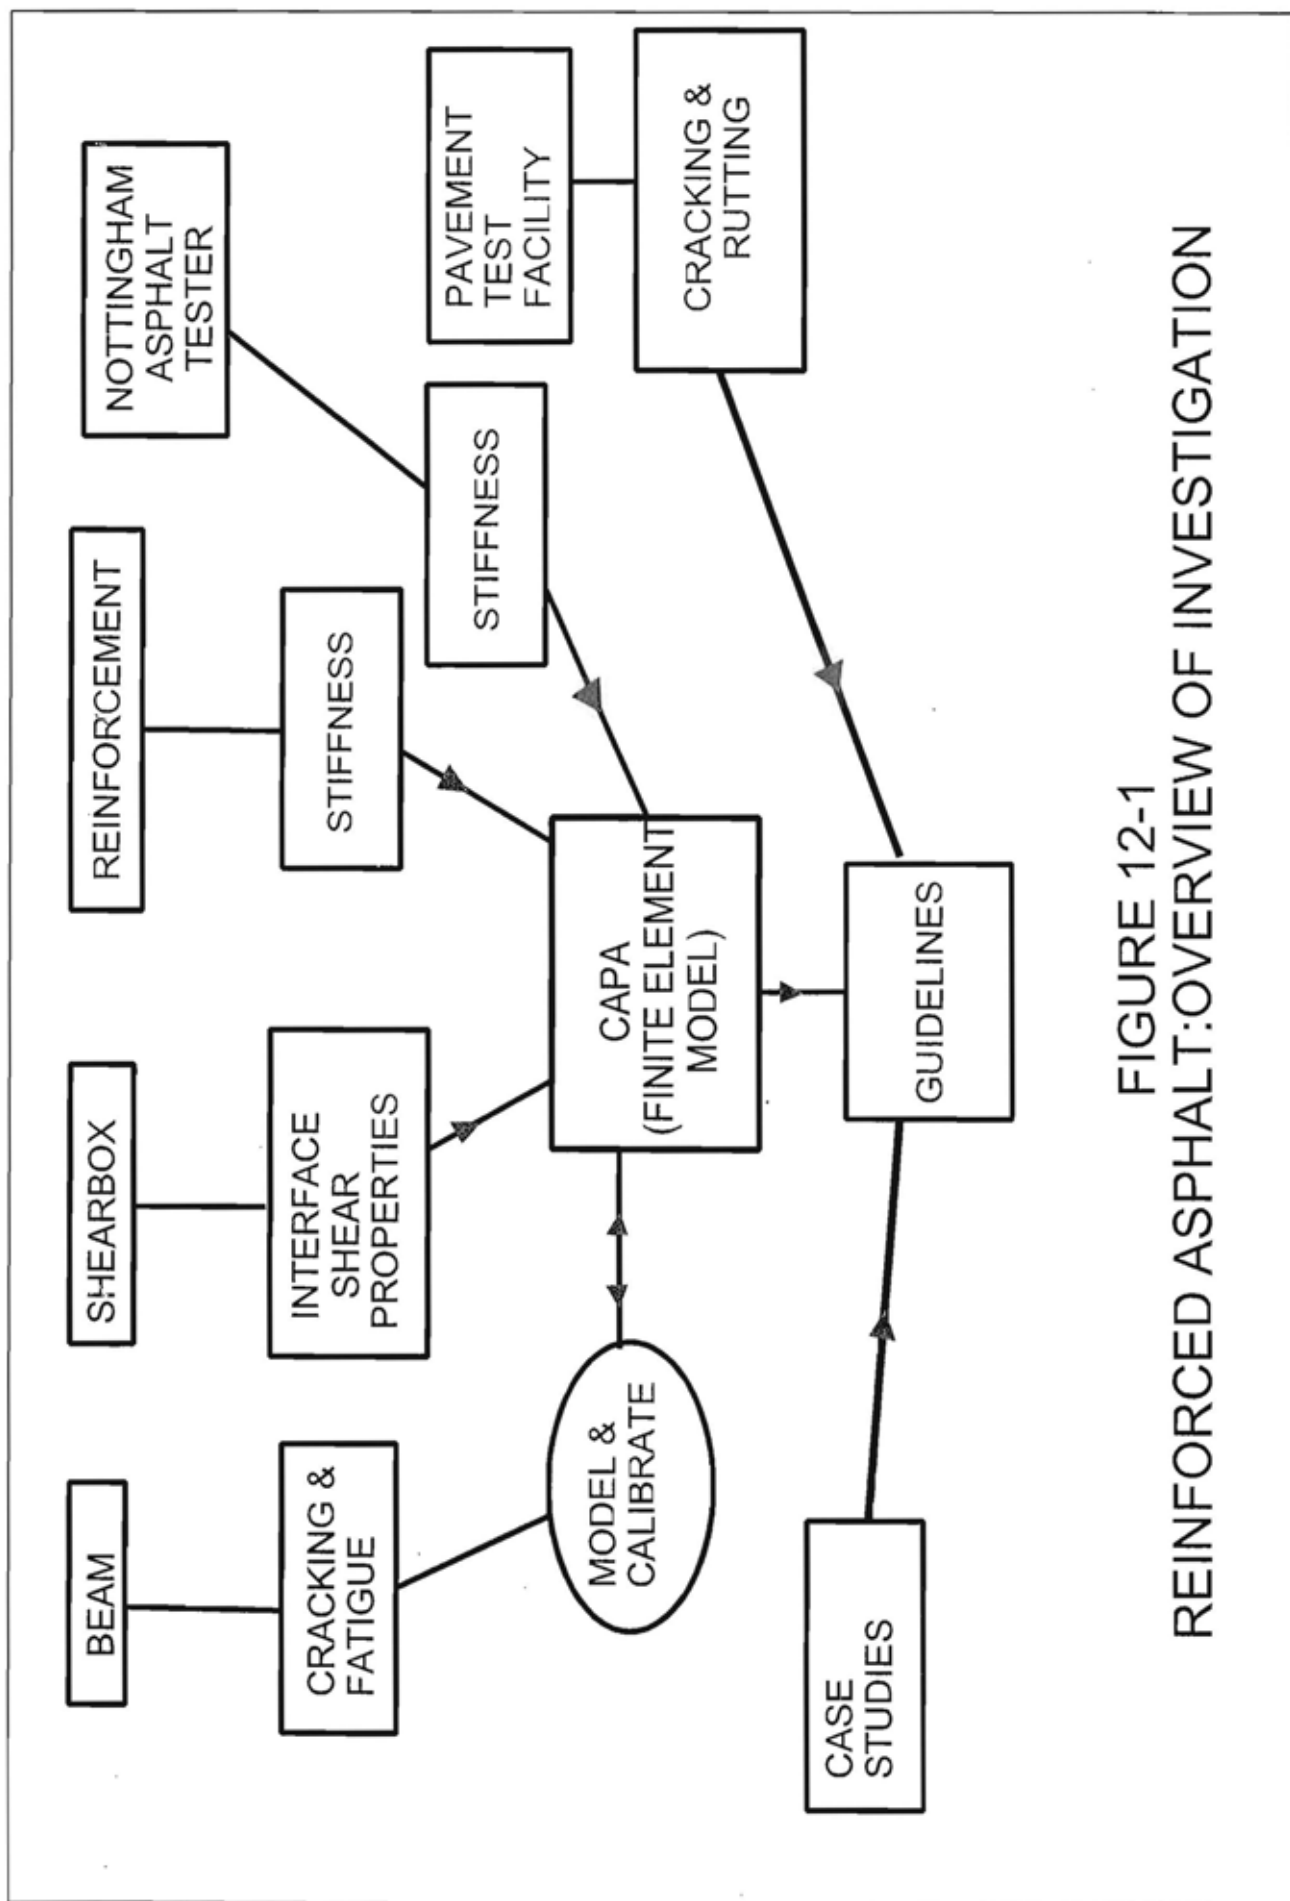 BEAM
SHEARBOX
REINFORCEMENT
NOTTINGHAM
ASPHALT
TESTER
CRACKING &
FATIGUE
INTERFACE
SHEAR
PROPERTIES
STIFFNESS
STIFFNESS
PAVEMENT
TEST
FACILITY
MODEL &
CALIBRATE
CAPA
(FINITE ELEMENT
MODEL)
CRACKING &
RUTTING
CASE
STUDIES
GUIDELINES
FIGURE 12-1
REINFORCED ASPHALT:OVERVIEW OF INVESTIGATION